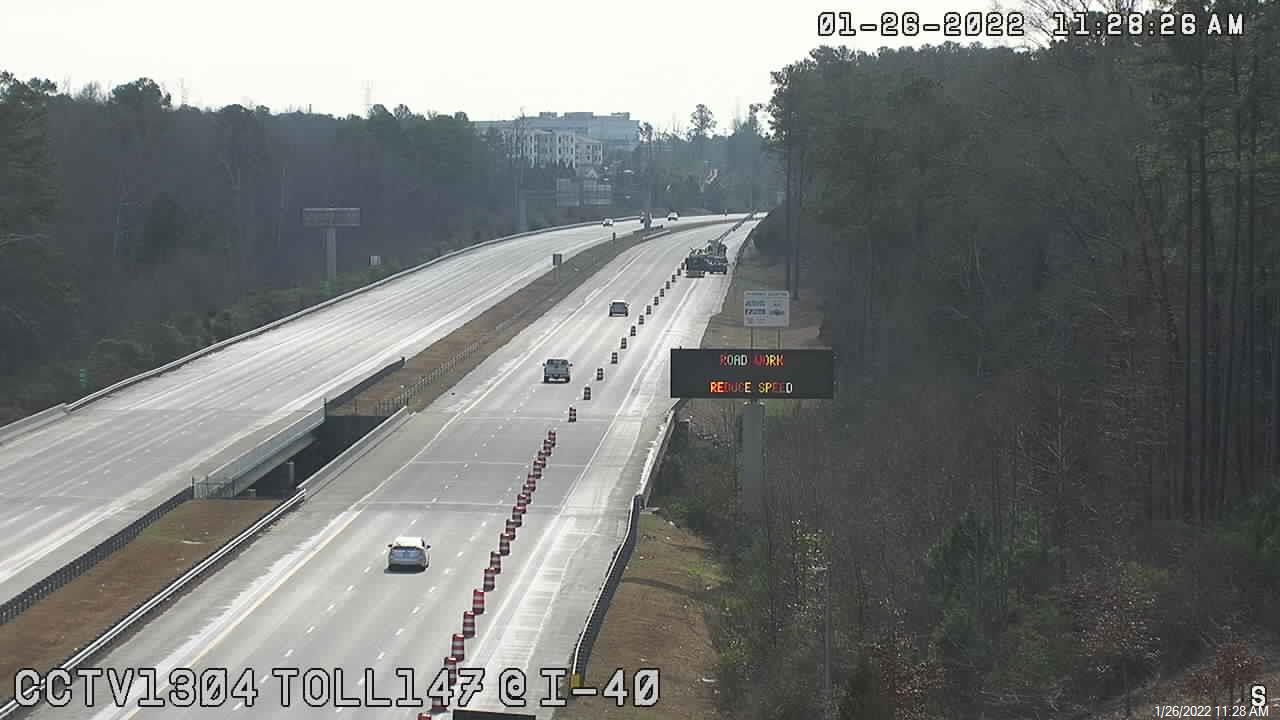 01-26-2022 11:28:26 AM
ROAD WORK
REDUCE SPEED
CCTV1304 TOLL147 @ I-40
S
1/26/2022 11:28 AM